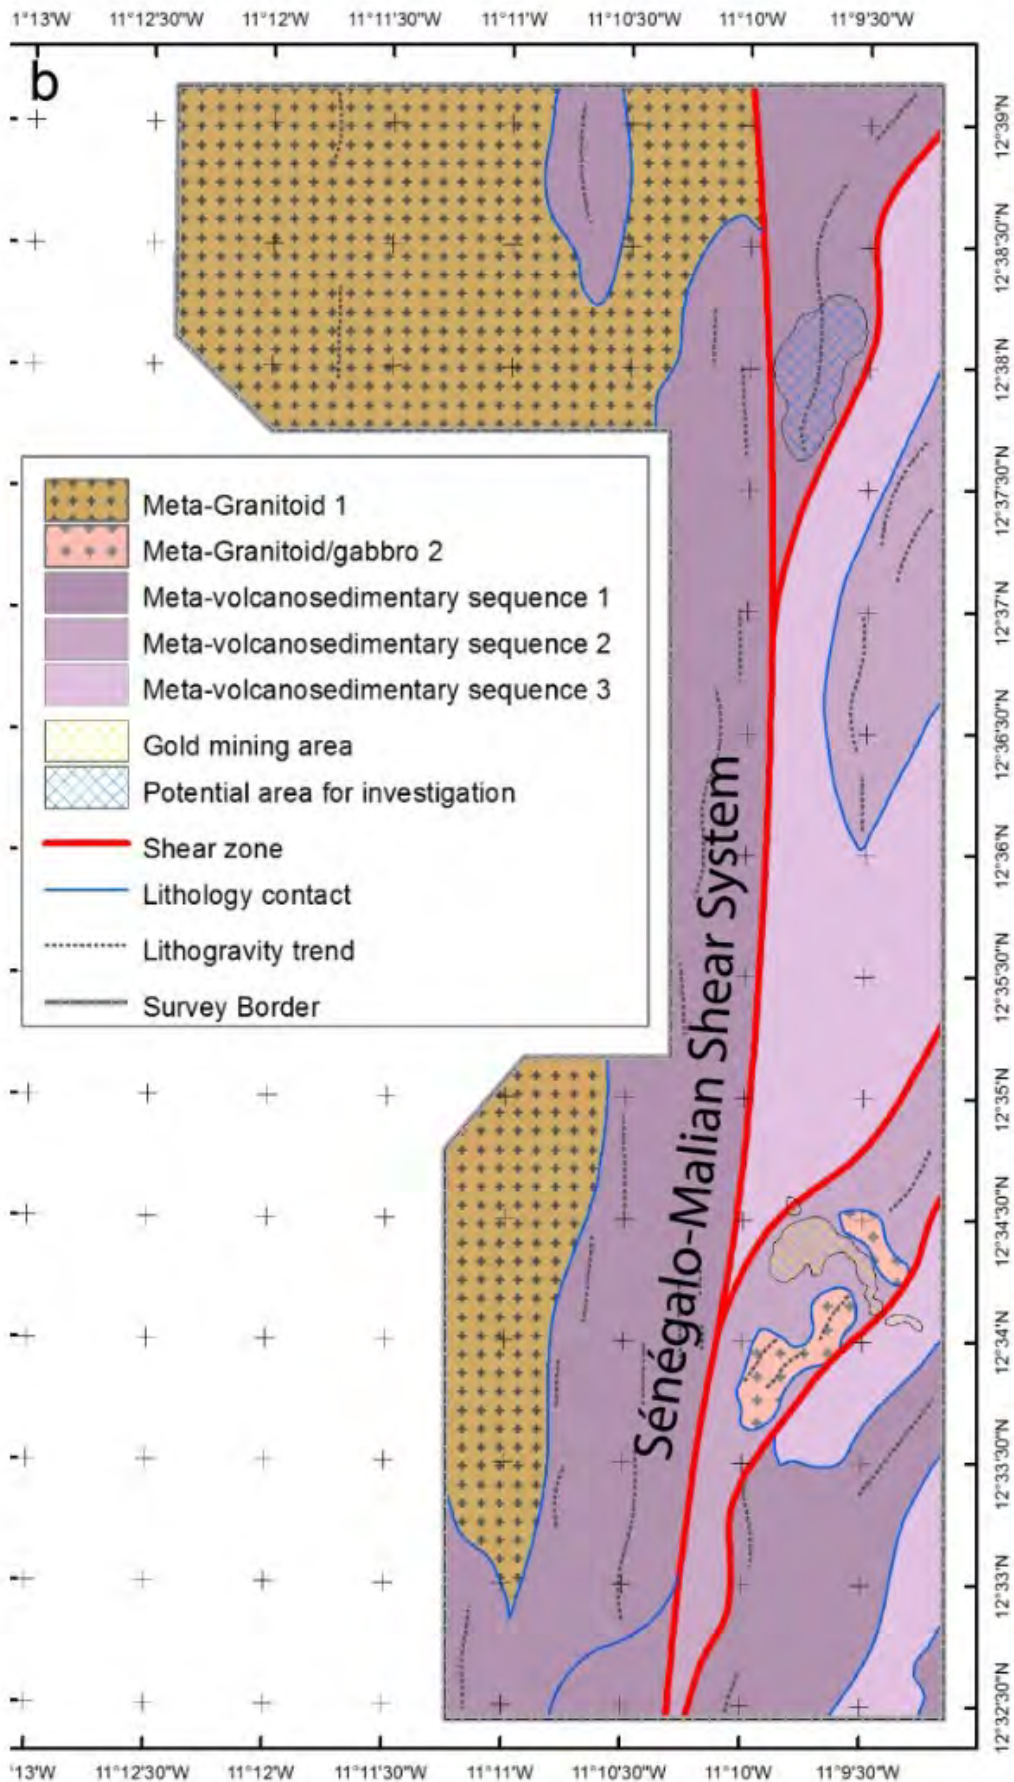 11°13'W 11°12'30"W 11°12'W 11°11'30"W 11°11'W 11°10'30"W 11°10'W 11°9'30"W
b
12°39'N
12°38'30"N
12°38'N
12°37'30"N
12°37'N
12°36'30"N
12°36'N
12°35'30"N
12°35'N
12°34'30"N
12°34'N
12°33'30"N
12°33'N
12°32'30"N
Meta-Granitoid 1
Meta-Granitoid/gabbro 2
Meta-volcanosedimentary sequence 1
Meta-volcanosedimentary sequence 2
Meta-volcanosedimentary sequence 3
Gold mining area
Potential area for investigation
Shear zone
Lithology contact
Lithogravity trend
Survey Border
Sénégalo-Malian Shear System
°13'W 11°12'30"W 11°12'W 11°11'30"W 11°11'W 11°10'30"W 11°10'W 11°9'30"W